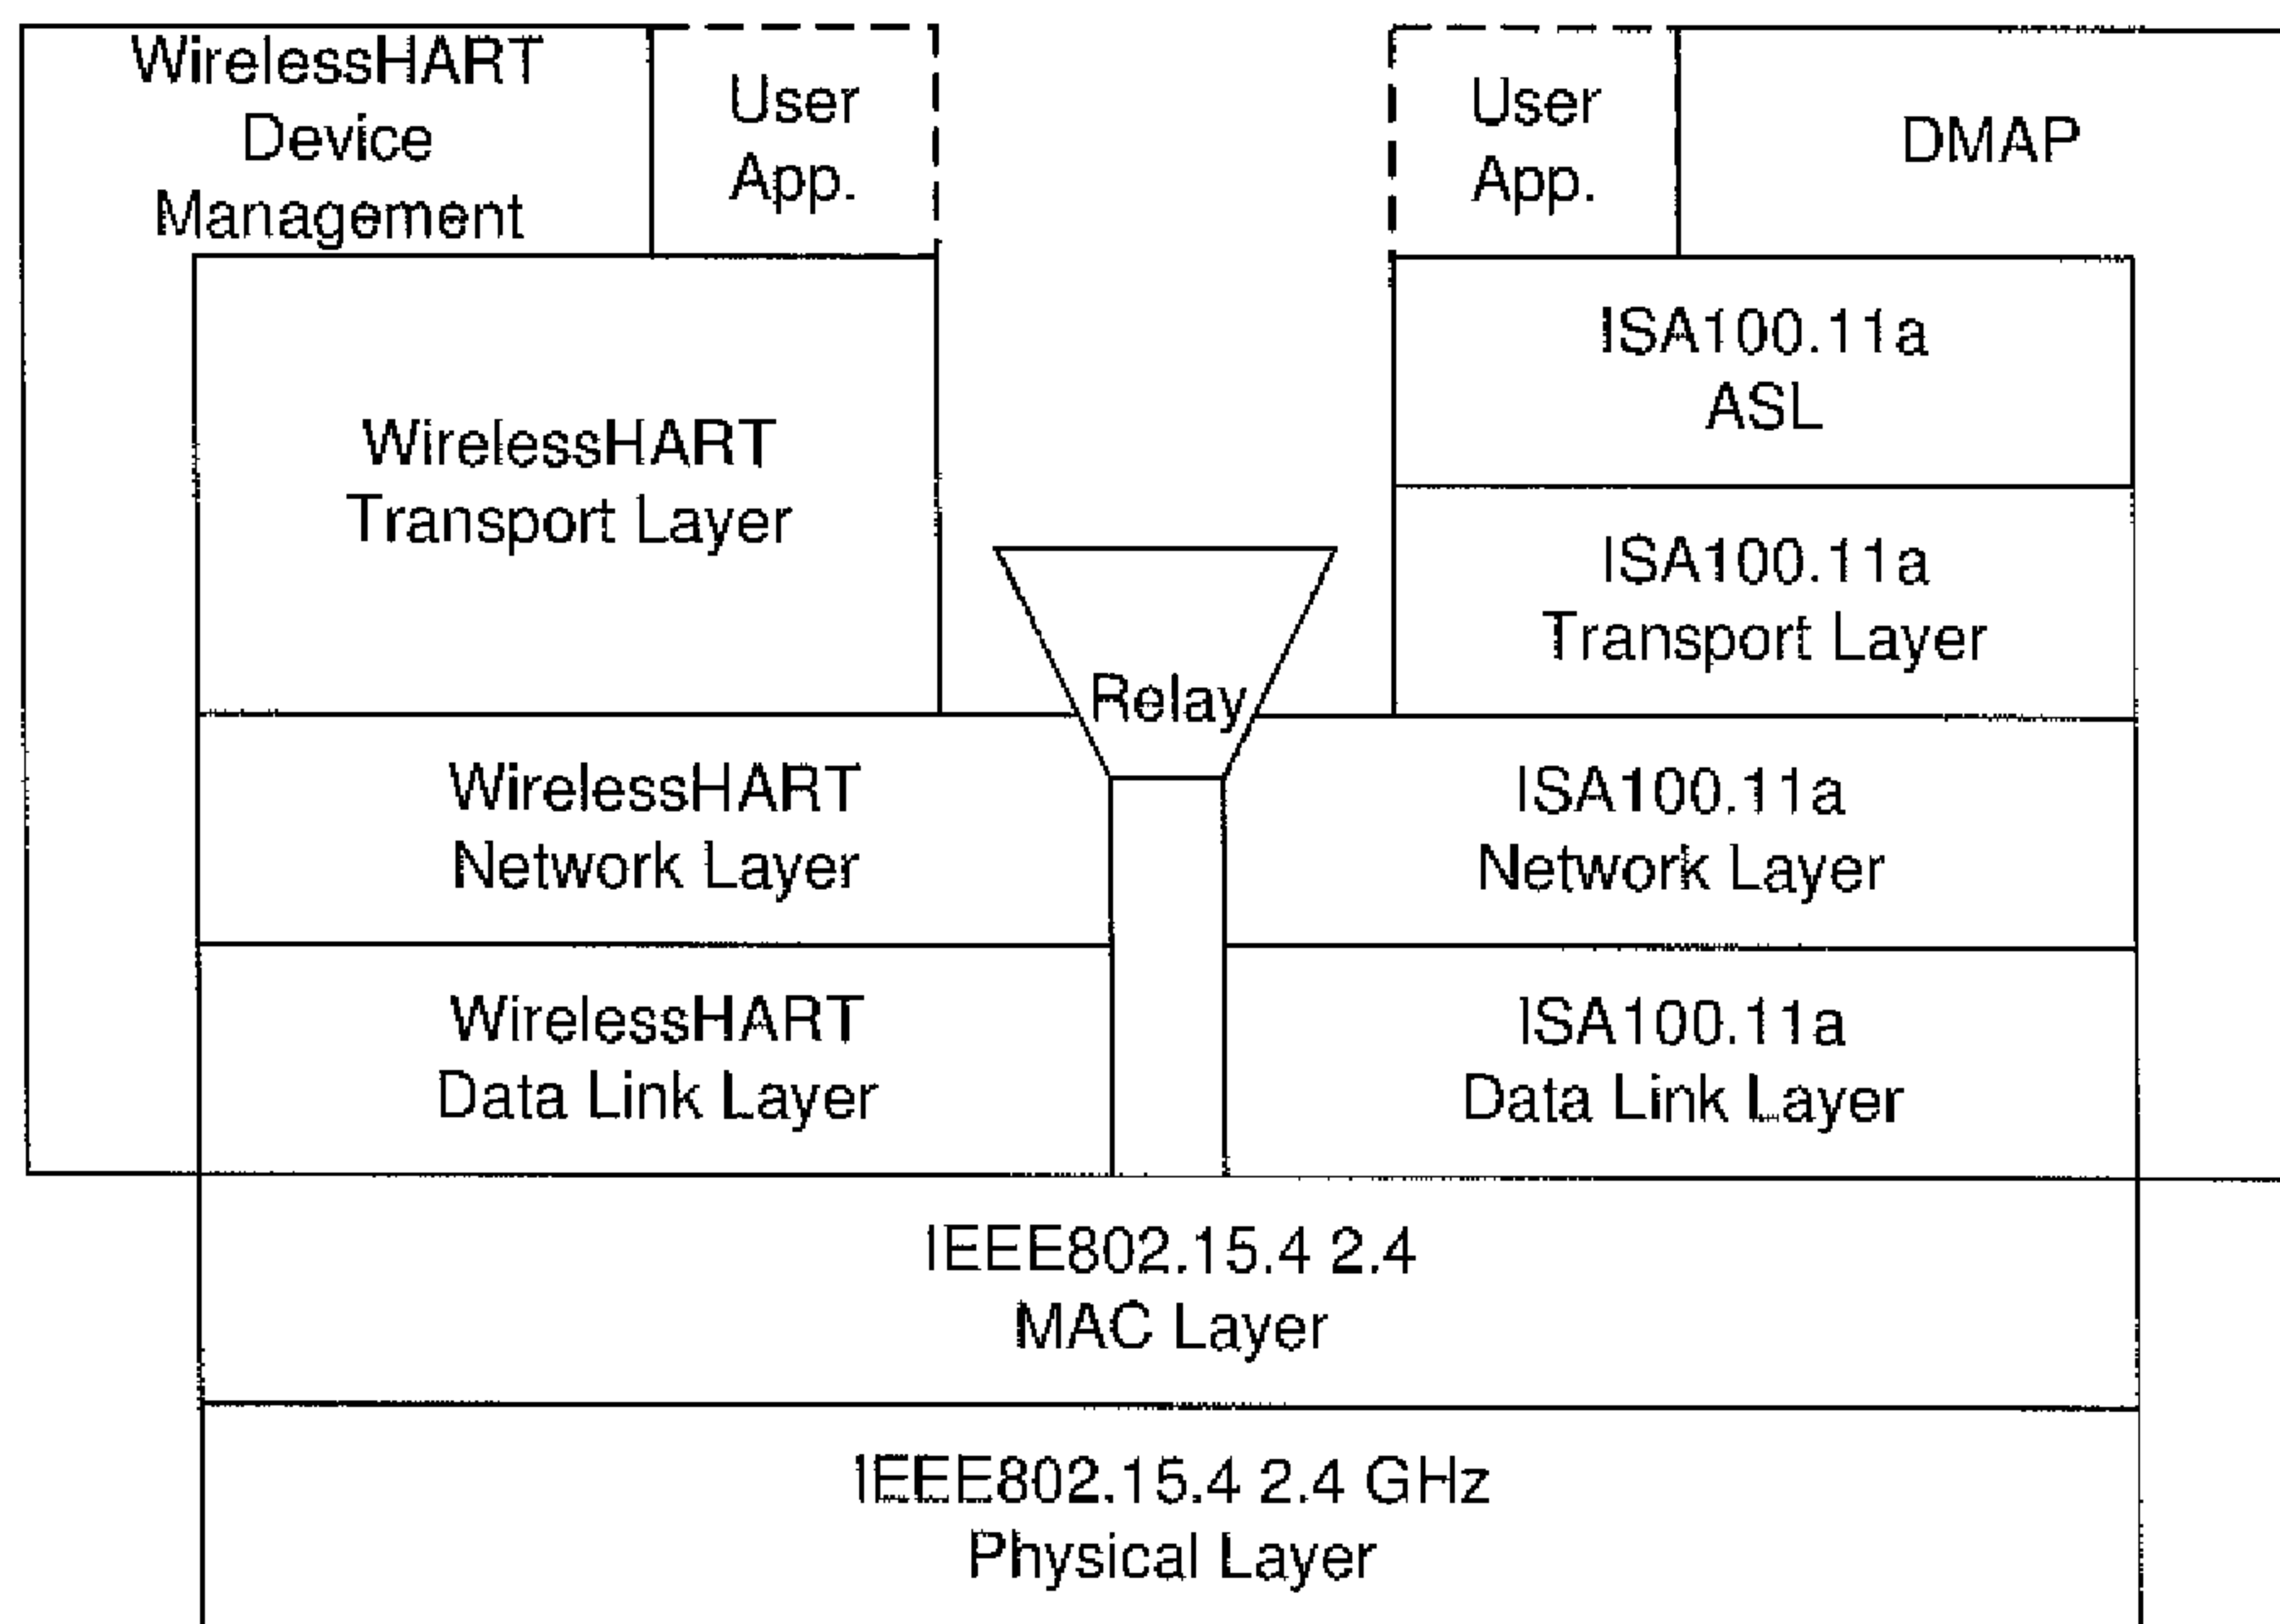 WirelessHART
Device
Management
User
App.
User
App.
DMAP
WirelessHART
Transport Layer
ISA100.11a
ASL
ISA100.11a
Transport Layer
Relay
WirelessHART
Network Layer
ISA100.11a
Network Layer
WirelessHART
Data Link Layer
ISA100.11a
Data Link Layer
IEEE802.15.4 2.4
MAC Layer
IEEE802.15.4 2.4 GHz
Physical Layer